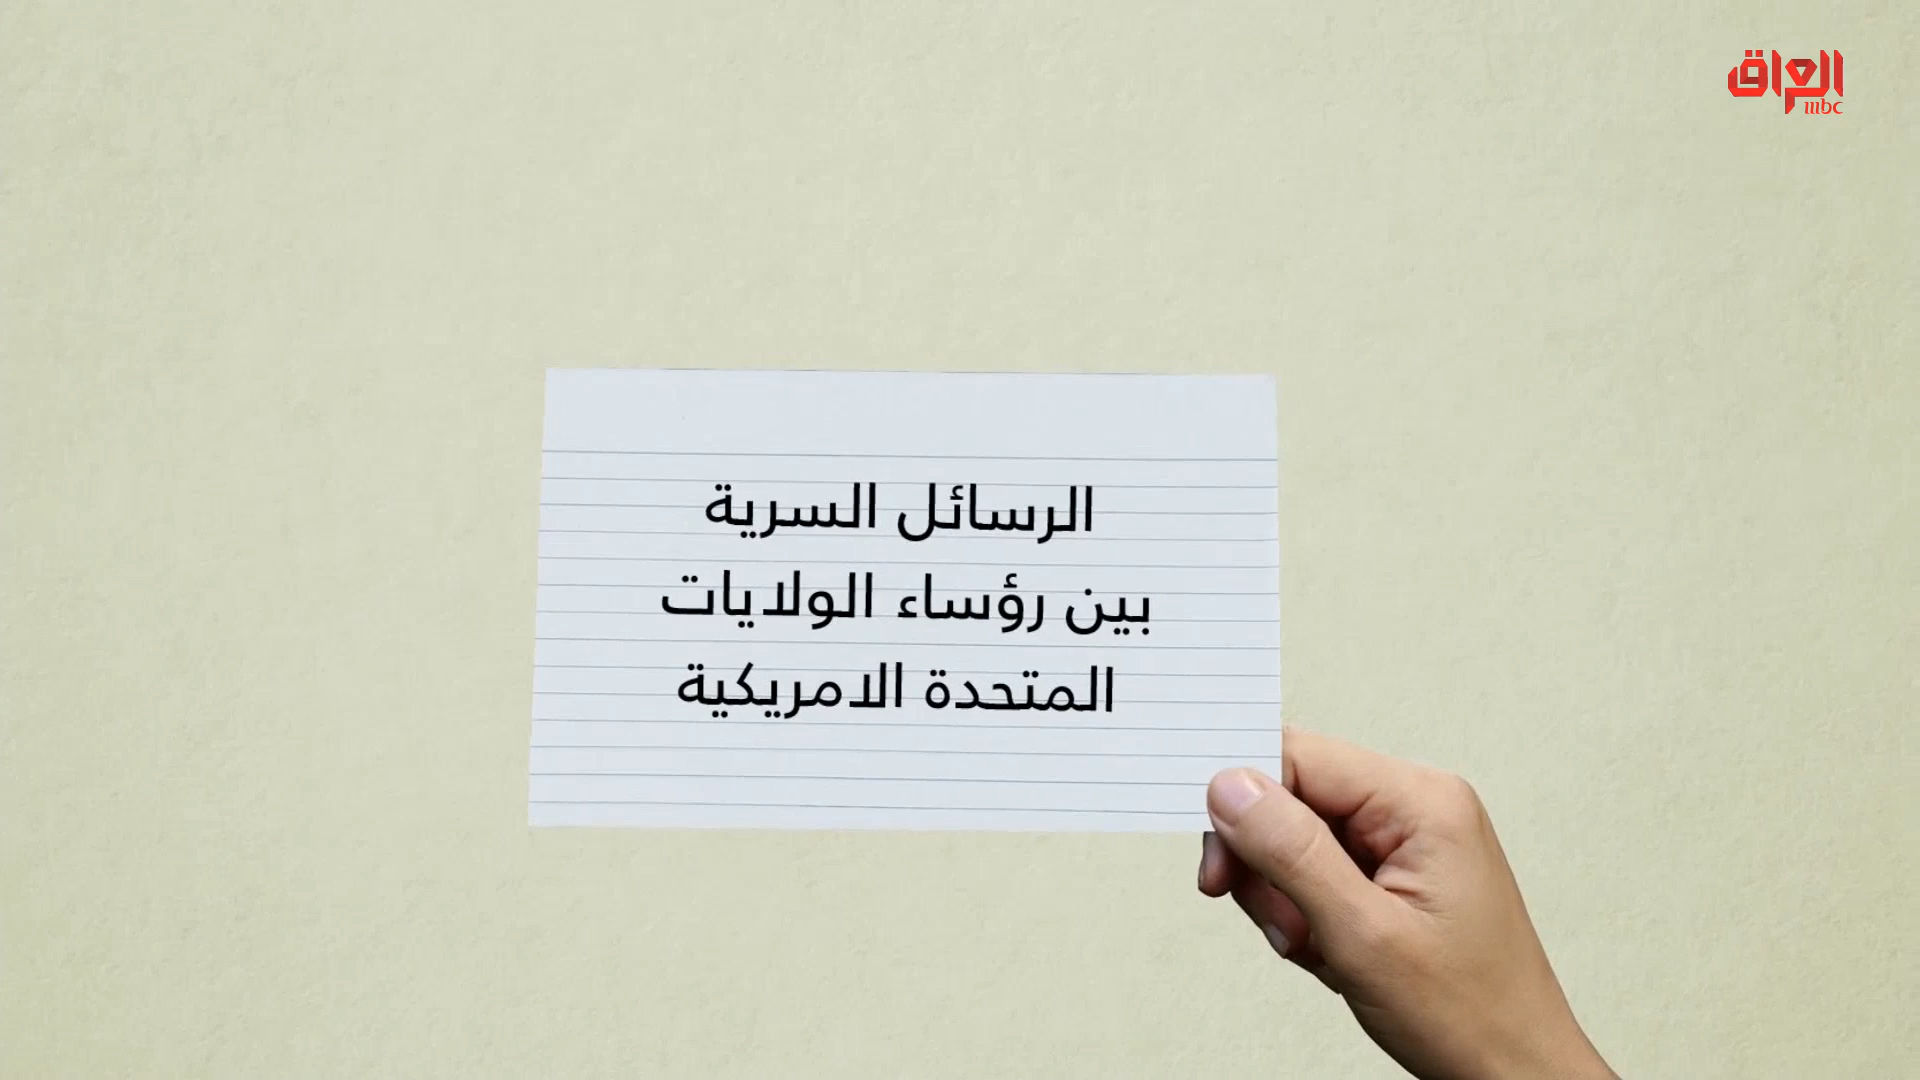 العراق
mbc
الرسائل السرية
بين رؤساء الولايات
المتحدة الامريكية